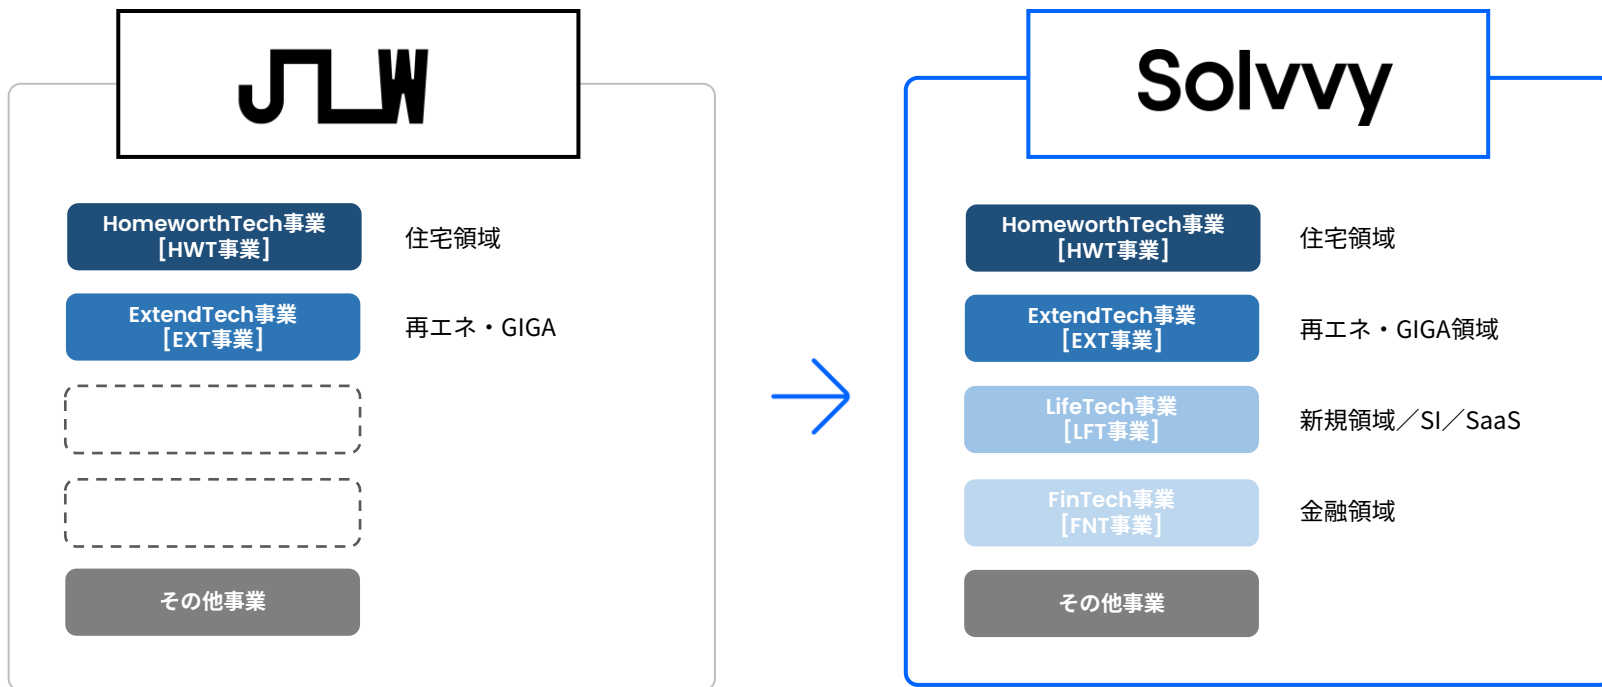 JLW
HomeworthTech事業
[HWT事業]
住宅領域
ExtendTech事業
[EXT事業]
再エネ・GIGA
その他事業
Solvvy
HomeworthTech事業
[HWT事業]
住宅領域
ExtendTech事業
[EXT事業]
再エネ・GIGA領域
LifeTech事業
[LFT事業]
新規領域／SI／SaaS
FinTech事業
[FNT事業]
金融領域
その他事業